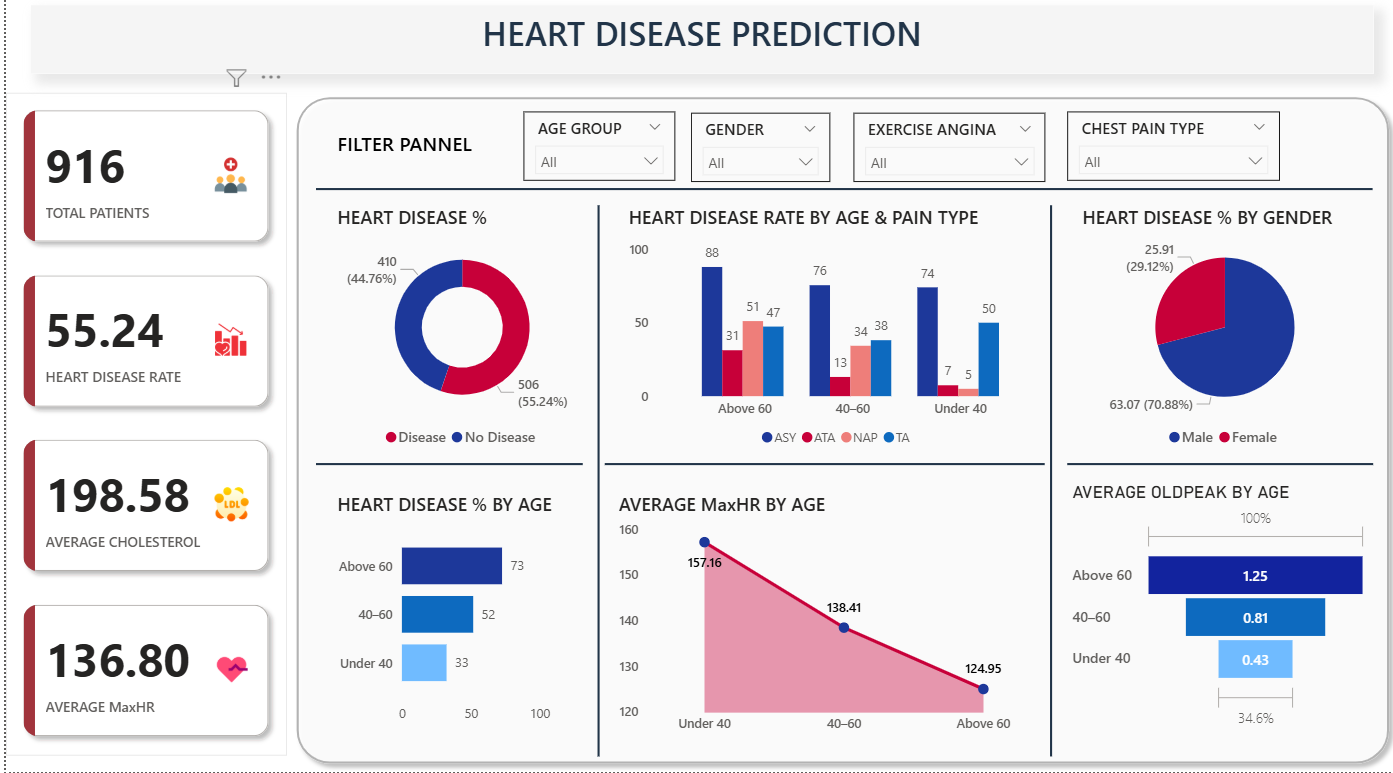 HEART DISEASE PREDICTION
916
TOTAL PATIENTS
55.24
HEART DISEASE RATE
198.58
LDL
AVERAGE CHOLESTEROL
136.80
AVERAGE MaxHR
FILTER PANNEL
AGE GROUP
All
GENDER
All
EXERCISE ANGINA
All
CHEST PAIN TYPE
All
HEART DISEASE %
410
(44.76%)
506
(55.24%)
Disease No Disease
HEART DISEASE RATE BY AGE & PAIN TYPE
100
50
0
88
31
51
47
76
13
34
38
74
7
5
50
Above 60
40–60
Under 40
ASY ATA NAP TA
HEART DISEASE % BY GENDER
25.91
(29.12%)
63.07 (70.88%)
Male Female
HEART DISEASE % BY AGE
Above 60 73
40–60 52
Under 40 33
0 50 100
AVERAGE MaxHR BY AGE
160
150
140
130
120
157.16
138.41
124.95
Under 40
40–60
Above 60
AVERAGE OLDPEAK BY AGE
100%
Above 60 1.25
40–60 0.81
Under 40 0.43
34.6%